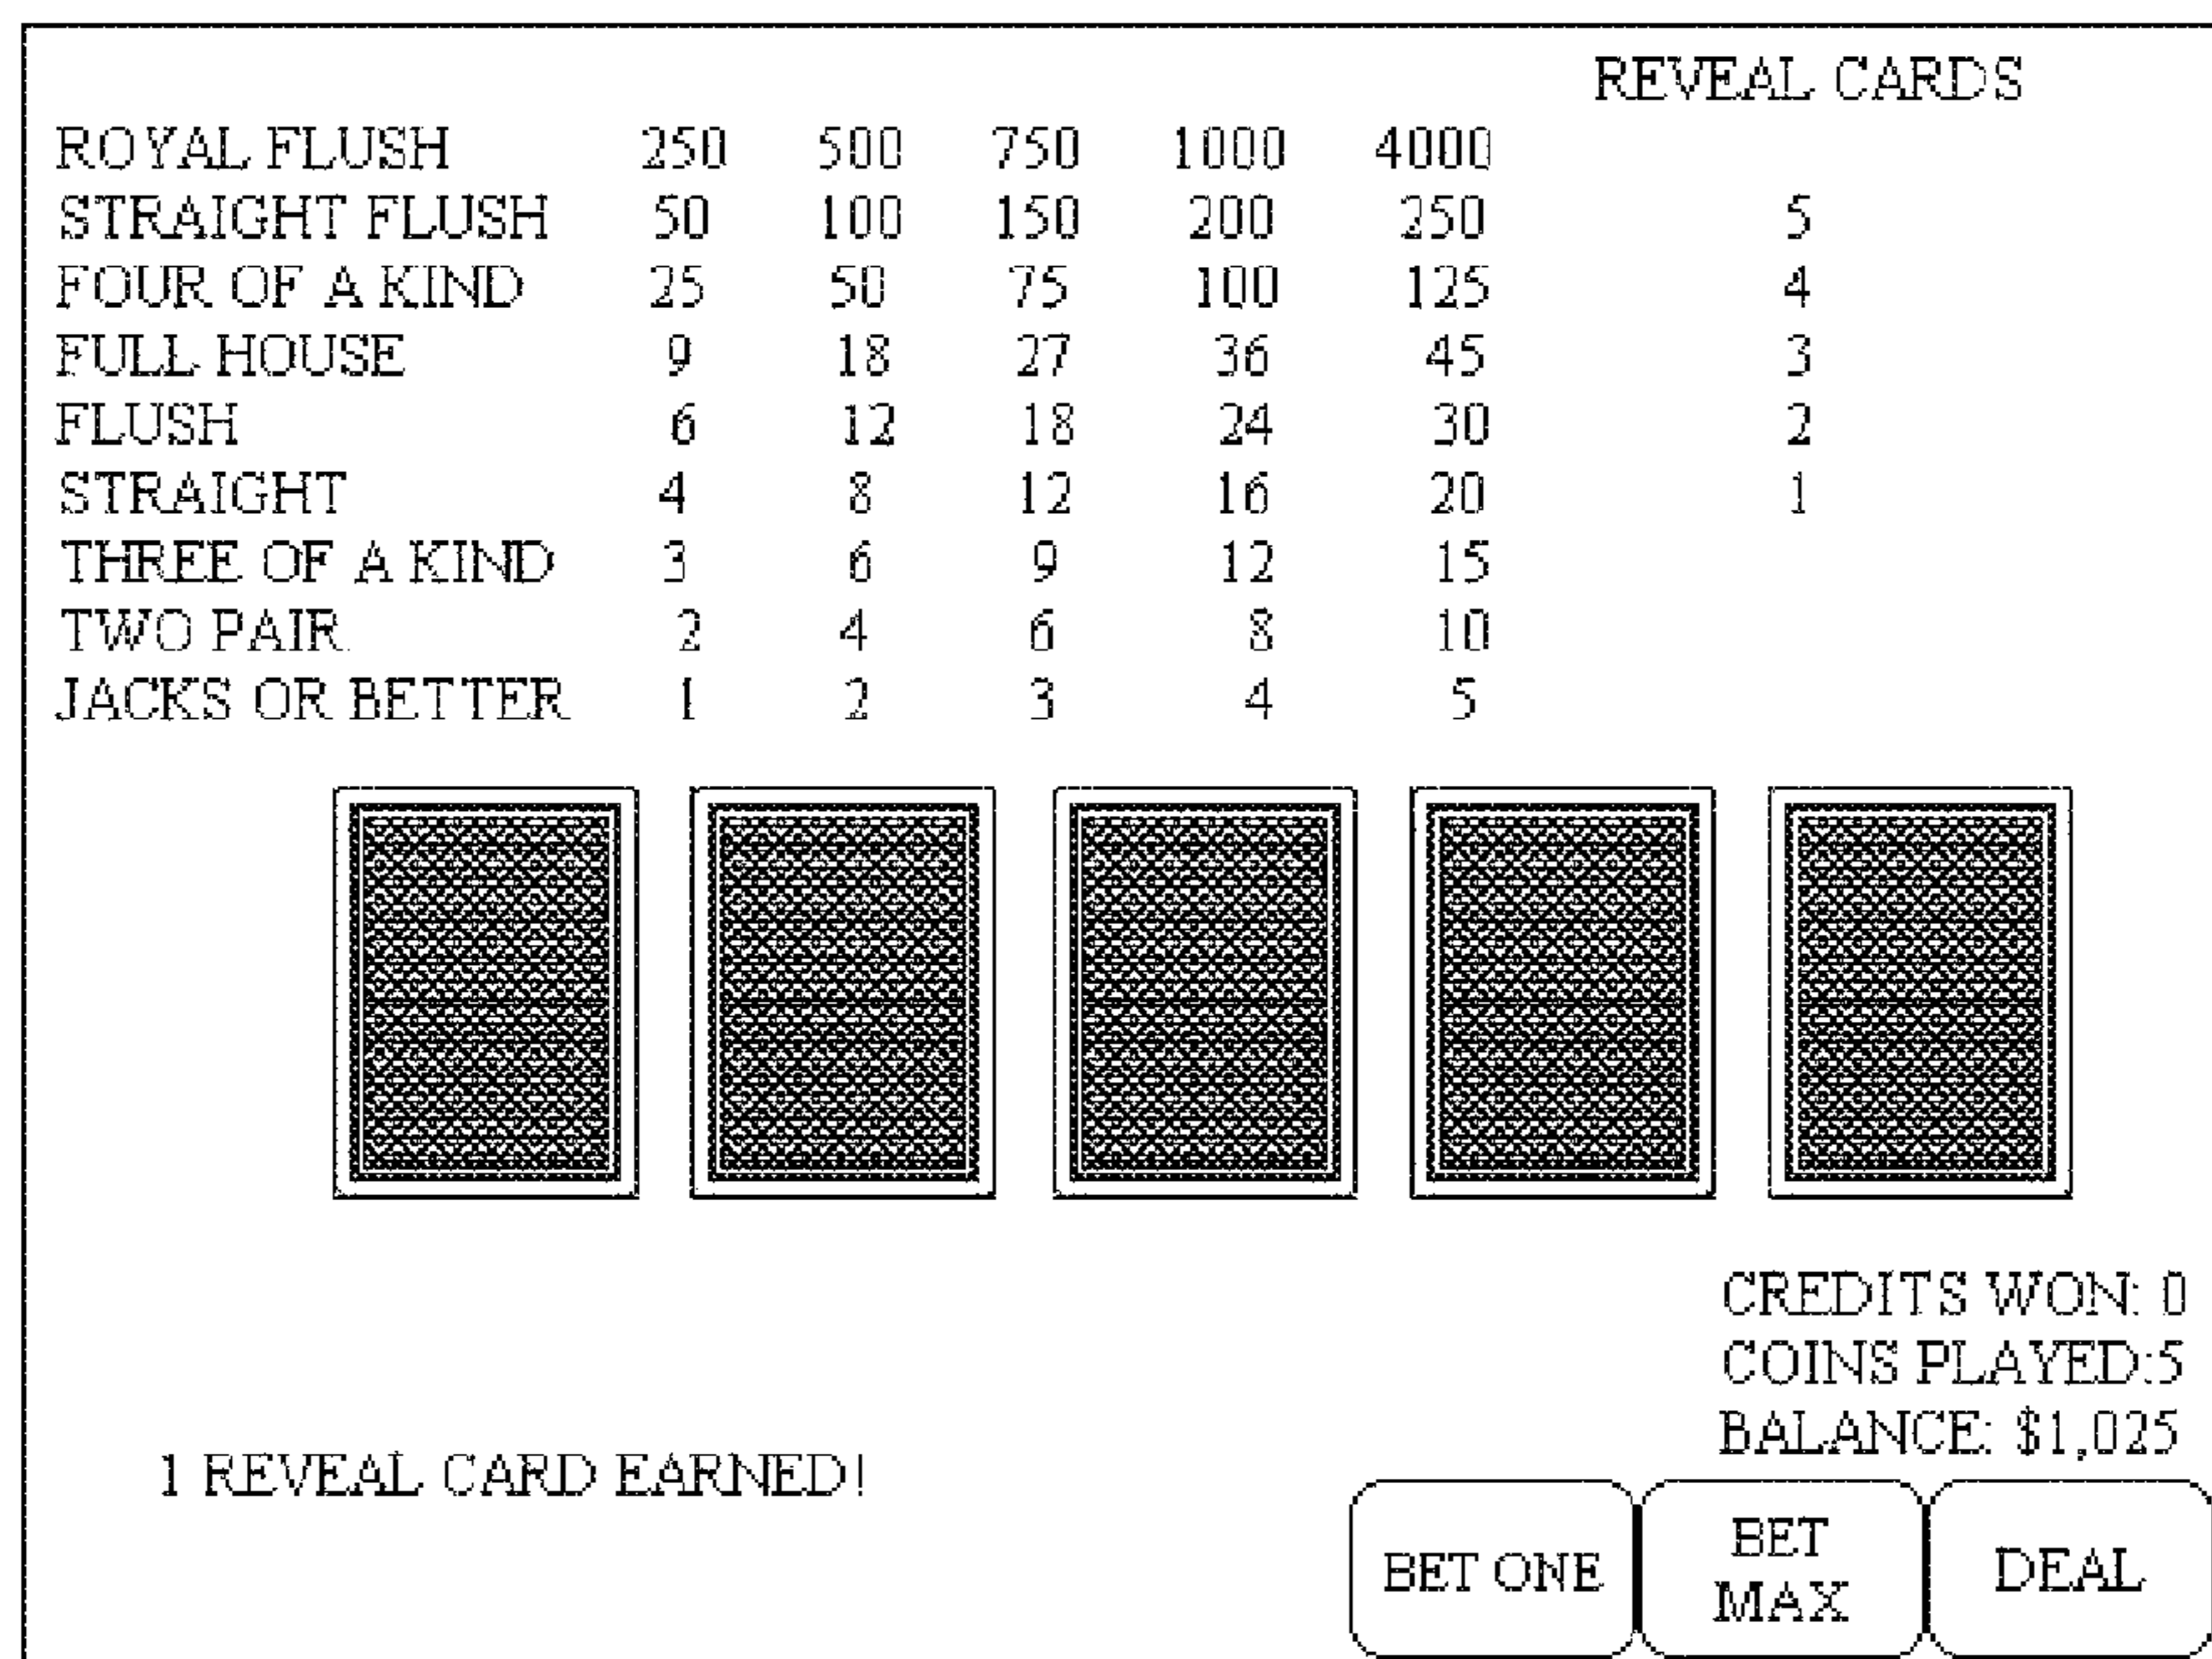 REVEAL CARDS
ROYAL FLUSH 250 500 750 1000 4000
STRAIGHT FLUSH 50 100 150 200 250 5
FOUR OF A KIND 25 50 75 100 125 4
FULL HOUSE 9 18 27 36 45 3
FLUSH 6 12 18 24 30 2
STRAIGHT 4 8 12 16 20 1
THREE OF A KIND 3 6 9 12 15
TWO PAIR 2 4 6 8 10
JACKS OR BETTER 1 2 3 4 5
CREDITS WON: 0
COINS PLAYED:5
BALANCE: $1,025
1 REVEAL CARD EARNED!
BET ONE
BET
MAX
DEAL